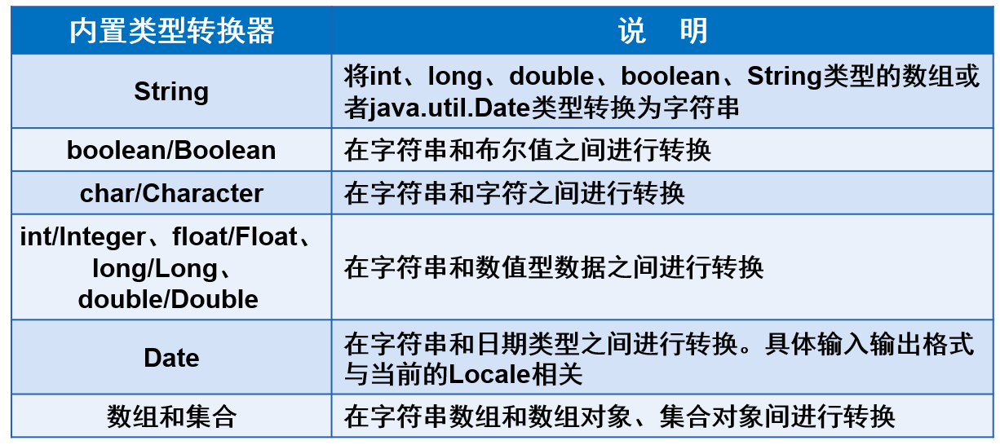 内置类型转换器
说 明
String
将int、long、double、boolean、String类型的数组或
者java.util.Date类型转换为字符串
boolean/Boolean
在字符串和布尔值之间进行转换
char/Character
在字符串和字符之间进行转换
int/Integer、float/Float、
long/Long、
double/Double
在字符串和数值型数据之间进行转换
Date
在字符串和日期类型之间进行转换。具体输入输出格式
与当前的Locale相关
数组和集合
在字符串数组和数组对象、集合对象间进行转换